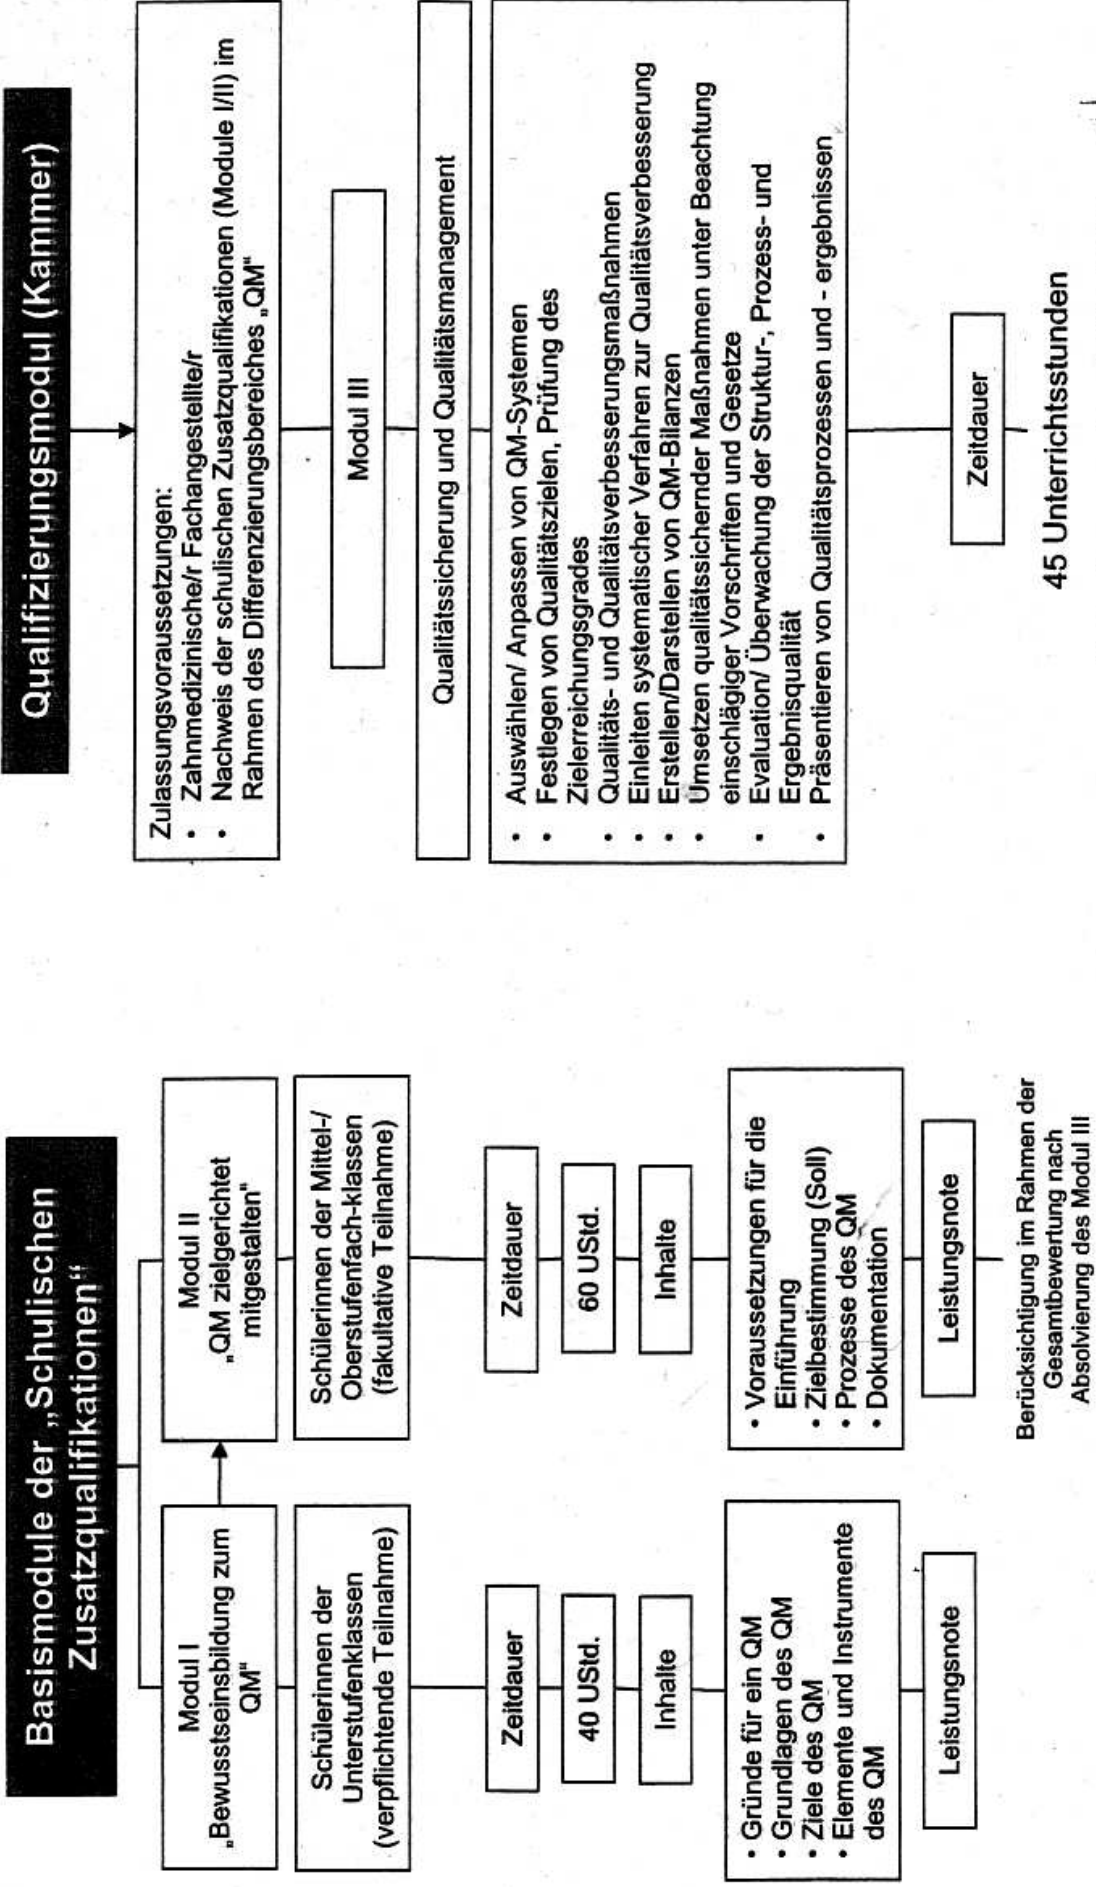 Basismodule der „Schulischen
Zusatzqualifikationen“
Modul I
„Bewusstseinsbildung zum
QM“
Schülerinnen der
Unterstufenklassen
(verpflichtende Teilnahme)
Zeitdauer
40 UStd.
Inhalte
• Gründe für ein QM
• Grundlagen des QM
• Ziele des QM
• Elemente und Instrumente
des QM
Leistungsnote
Modul II
„QM zielgerichtet
mitgestalten“
Schülerinnen der Mittel-/
Oberstufenfach-klassen
(fakultative Teilnahme)
Zeitdauer
60 UStd.
Inhalte
• Voraussetzungen für die
Einführung
• Zielbestimmung (Soll)
• Prozesse des QM
• Dokumentation
Leistungsnote
Berücksichtigung im Rahmen der
Gesamtbewertung nach
Absolvierung des Modul III
Qualifizierungsmodul (Kammer)
Zulassungsvoraussetzungen:
• Zahnmedizinische/r Fachangestellte/r
• Nachweis der schulischen Zusatzqualifikationen (Module I/II) im
Rahmen des Differenzierungsbereiches „QM“
Modul III
Qualitätssicherung und Qualitätsmanagement
• Auswählen/ Anpassen von QM-Systemen
• Festlegen von Qualitätszielen, Prüfung des
Zielerreichungsgrades
• Qualitäts- und Qualitätsverbesserungsmaßnahmen
• Einleiten systematischer Verfahren zur Qualitätsverbesserung
• Erstellen/Darstellen von QM-Bilanzen
• Umsetzen qualitätssichernder Maßnahmen unter Beachtung
einschlägiger Vorschriften und Gesetze
• Evaluation/ Überwachung der Struktur-, Prozess- und
Ergebnisqualität
• Präsentieren von Qualitätsprozessen und - ergebnissen
Zeitdauer
45 Unterrichtsstunden